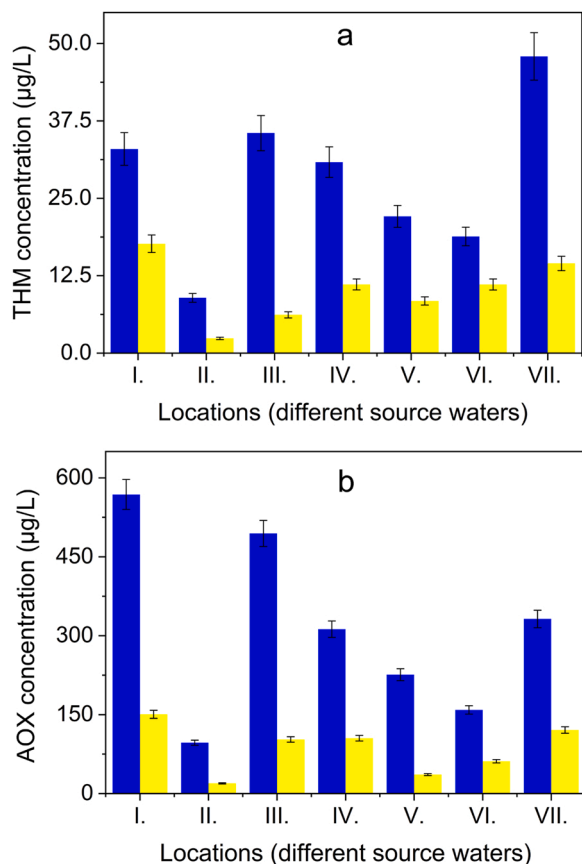 a
THM concentration (µg/L)
50.0
37.5
25.0
12.5
0.0
I. II. III. IV. V. VI. VII.
Locations (different source waters)
b
AOX concentration (µg/L)
600
450
300
150
0
I. II. III. IV. V. VI. VII.
Locations (different source waters)